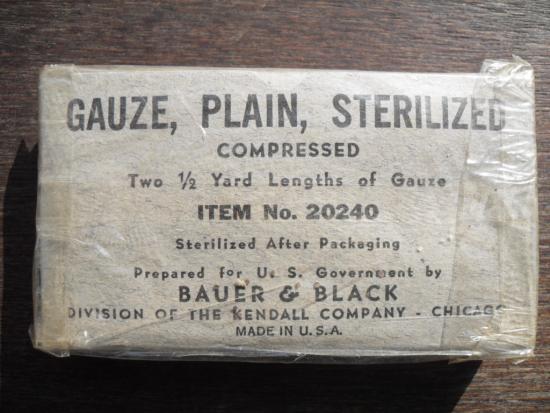 GAUZE, PLAIN, STERILIZED
COMPRESSED
Two ½ Yard Lengths of Gauze
ITEM No. 20240
Sterilized After Packaging
Prepared for U. S. Government by
BAUER & BLACK
DIVISION OF THE KENDALL COMPANY - CHICAGO
MADE IN U.S.A.